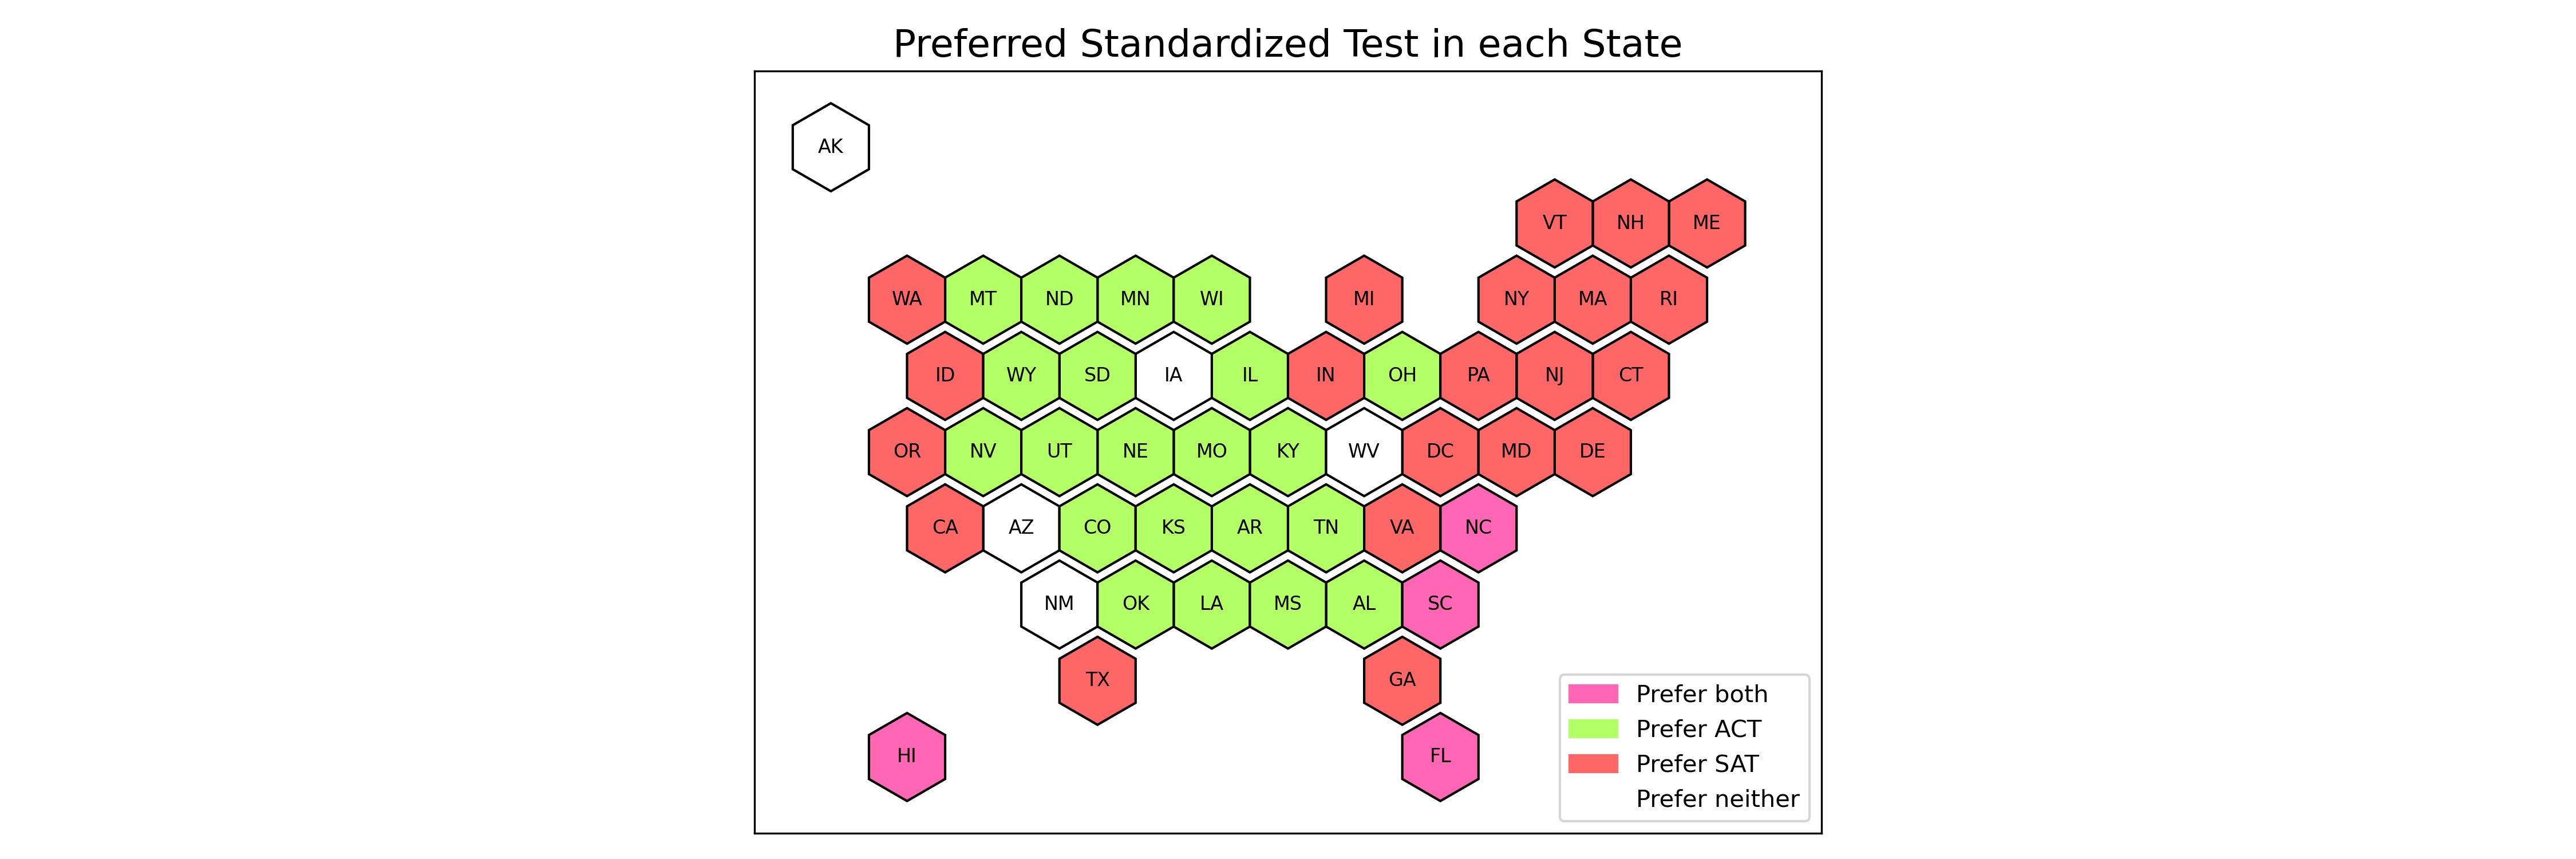 Preferred Standardized Test in each State
AK
VT NH ME
WA MT ND MN WI MI NY MA RI
ID WY SD IA IL IN OH PA NJ CT
OR NV UT NE MO KY WV DC MD DE
CA AZ CO KS AR TN VA NC
NM OK LA MS AL SC
TX GA
HI FL
Prefer both
Prefer ACT
Prefer SAT
Prefer neither